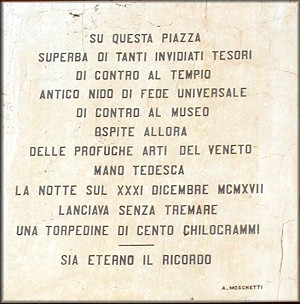 SU QUESTA PIAZZA
SUPERBA DI TANTI INVIDIATI TESORI
DI CONTRO AL TEMPIO
ANTICO NIDO DI FEDE UNIVERSALE
DI CONTRO AL MUSEO
OSPITE ALLORA
DELLE PROFUGHE ARTI DEL VENETO
MANO TEDESCA
LA NOTTE SUL XXXI DICEMBRE MCMXVII
LANCIAVA SENZA TREMARE
UNA TORPEDINE DI CENTO CHILOGRAMMI
SIA ETERNO IL RICORDO
A. MOSCHETTI